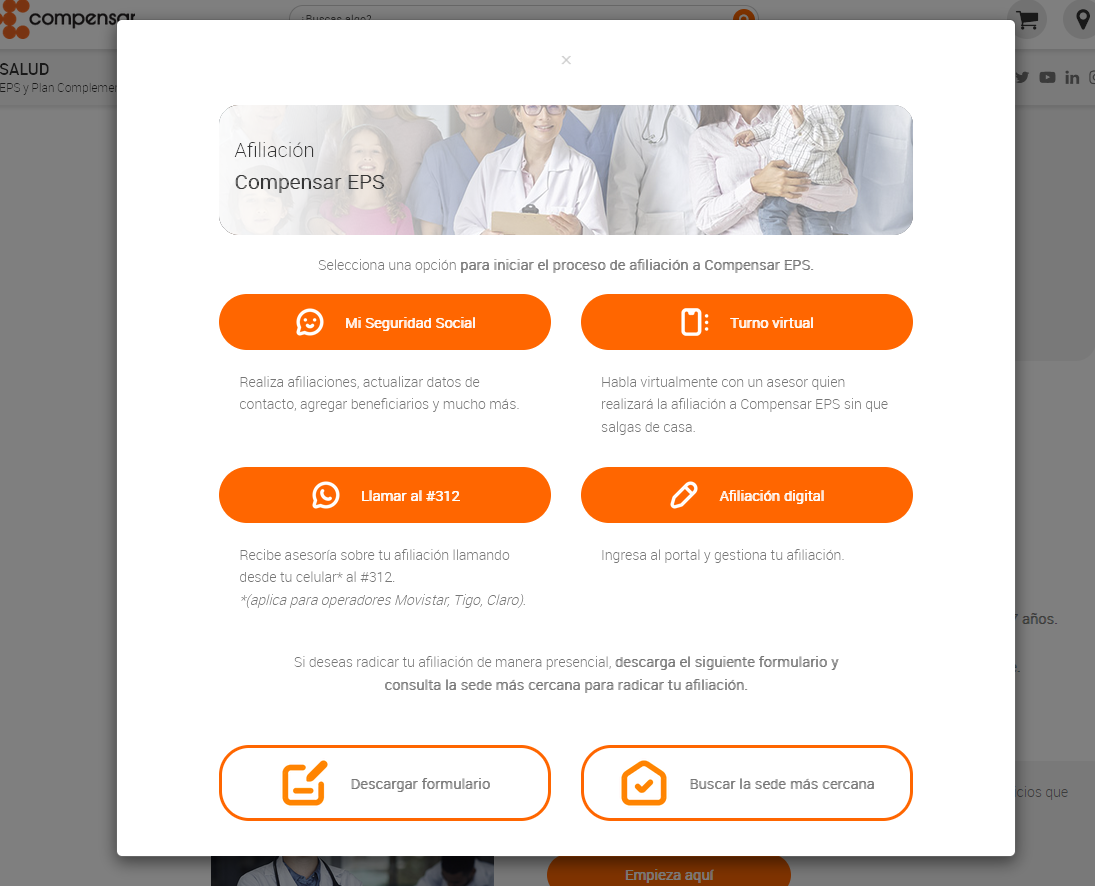 compensar
¿Buscas algo?
SALUD
EPS y Plan Complemen
Afiliación
Compensar EPS
Selecciona una opción para iniciar el proceso de afiliación a Compensar EPS.
Mi Seguridad Social
Turno virtual
Realiza afiliaciones, actualizar datos de
contacto, agregar beneficiarios y mucho más.
Habla virtualmente con un asesor quien
realizará la afiliación a Compensar EPS sin que
salgas de casa.
Llamar al #312
Afiliación digital
Recibe asesoría sobre tu afiliación llamando
desde tu celular* al #312.
*(aplica para operadores Movistar, Tigo, Claro).
Ingresa al portal y gestiona tu afiliación.
años.
Si deseas radicar tu afiliación de manera presencial, descarga el siguiente formulario y
consulta la sede más cercana para radicar tu afiliación.
Descargar formulario
Buscar la sede más cercana
cios que
Empieza aquí